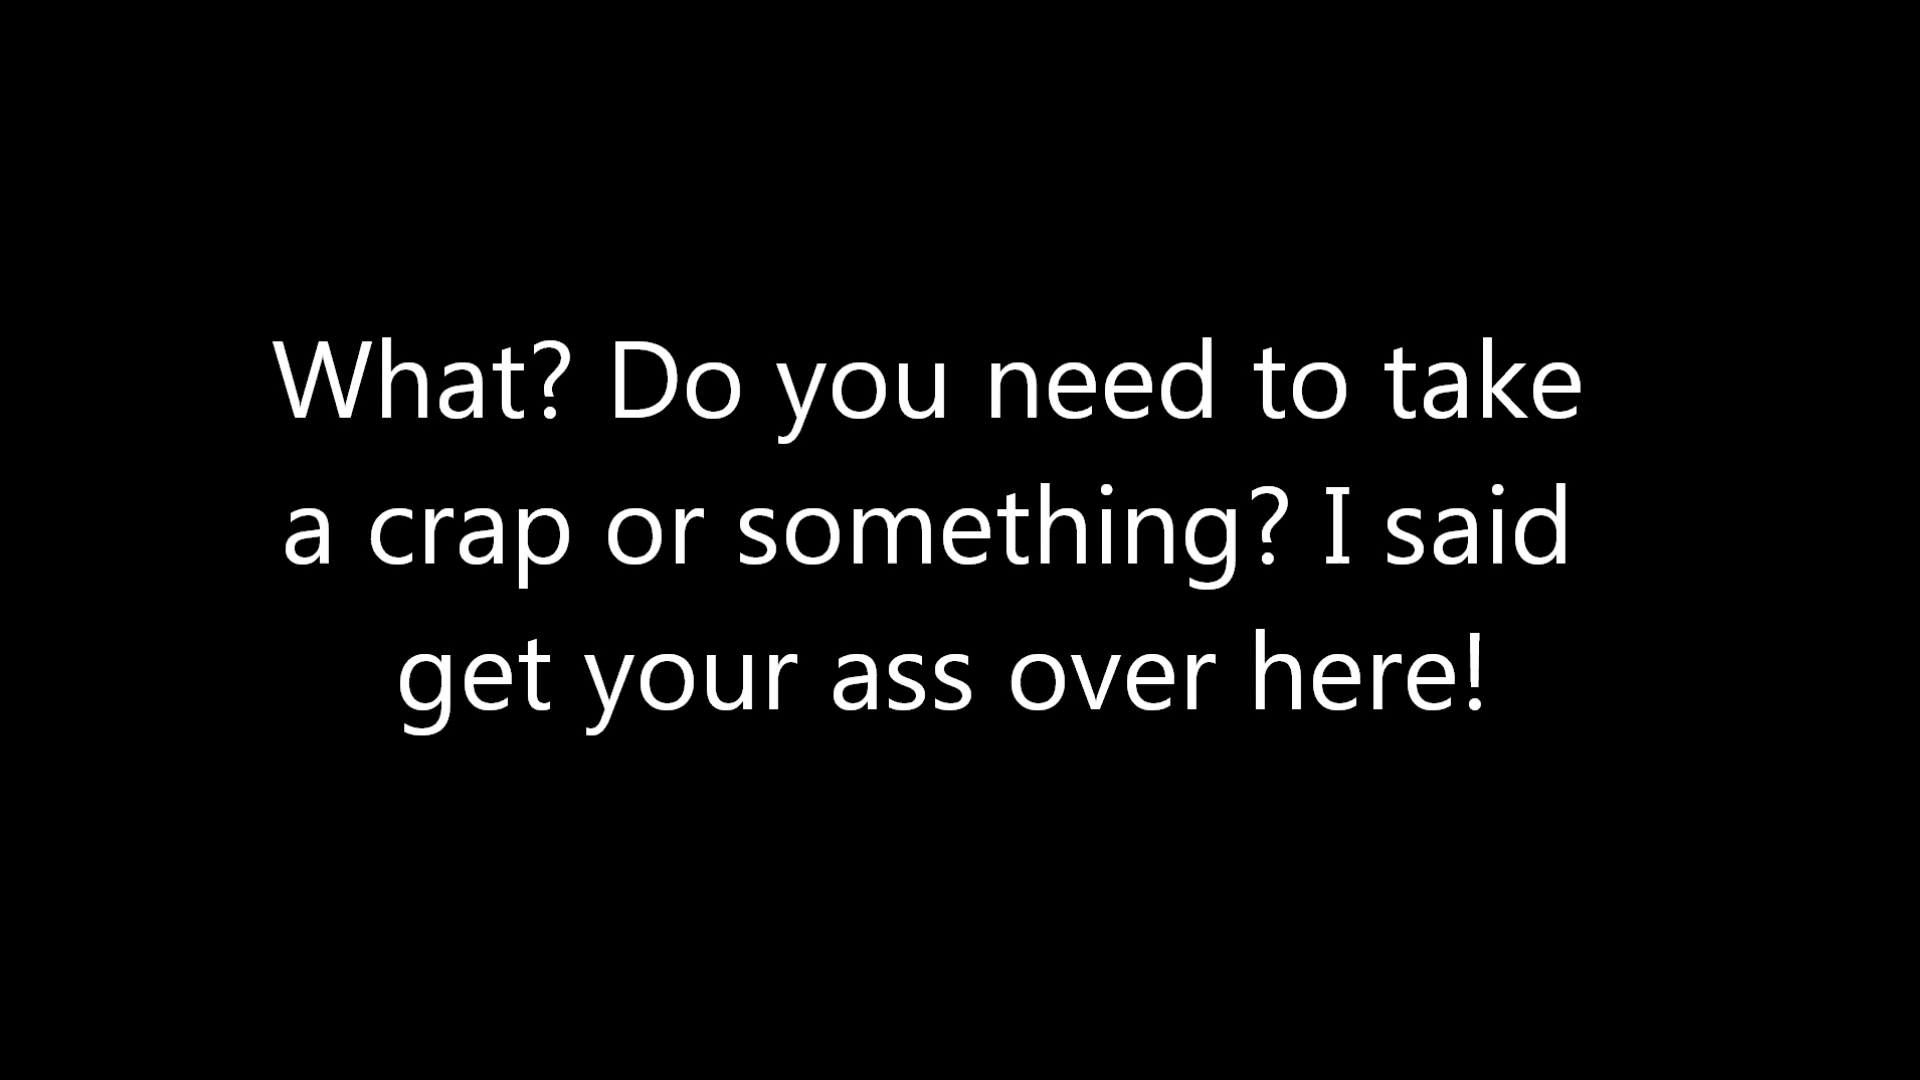 What? Do you need to take
a crap or something? I said
get your ass over here!